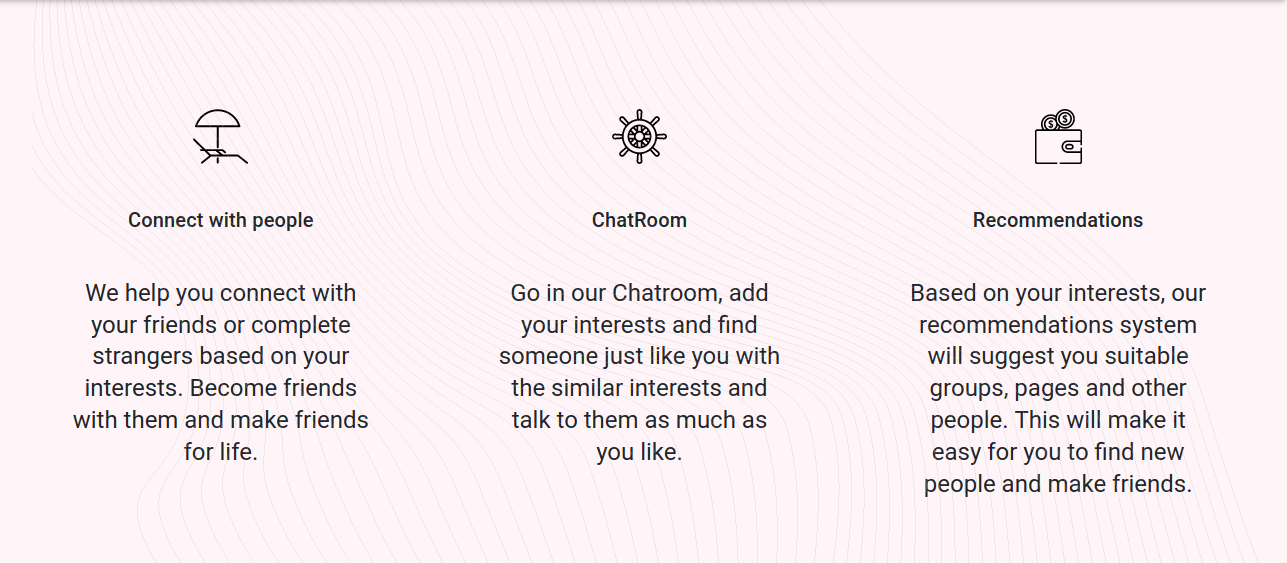 Connect with people
We help you connect with
your friends or complete
strangers based on your
interests. Become friends
with them and make friends
for life.
ChatRoom
Go in our Chatroom, add
your interests and find
someone just like you with
the similar interests and
talk to them as much as
you like.
Recommendations
Based on your interests, our
recommendations system
will suggest you suitable
groups, pages and other
people. This will make it
easy for you to find new
people and make friends.